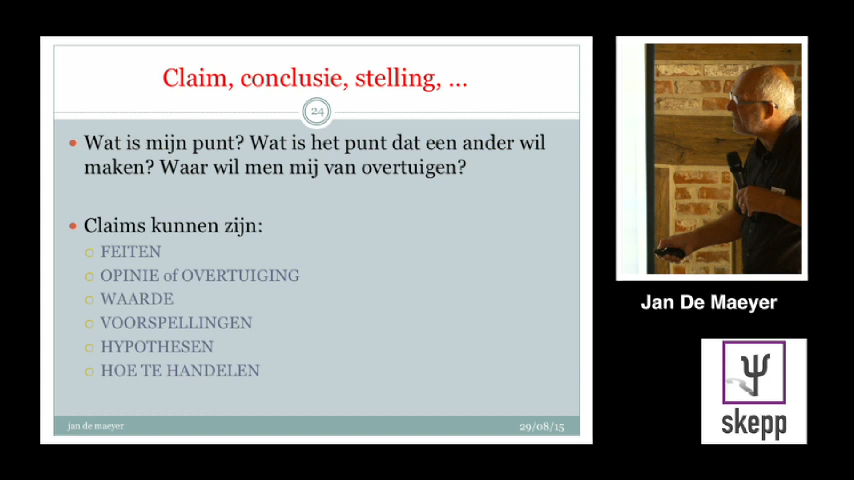 Claim, conclusie, stelling, ...
24
Wat is mijn punt? Wat is het punt dat een ander wil
maken? Waar wil men mij van overtuigen?
Claims kunnen zijn:
FEITEN
OPINIE of OVERTUIGING
WAARDE
VOORSPELLINGEN
HYPOTHESEN
HOE TE HANDELEN
jan de maeyer
29/08/15
Jan De Maeyer
skepp